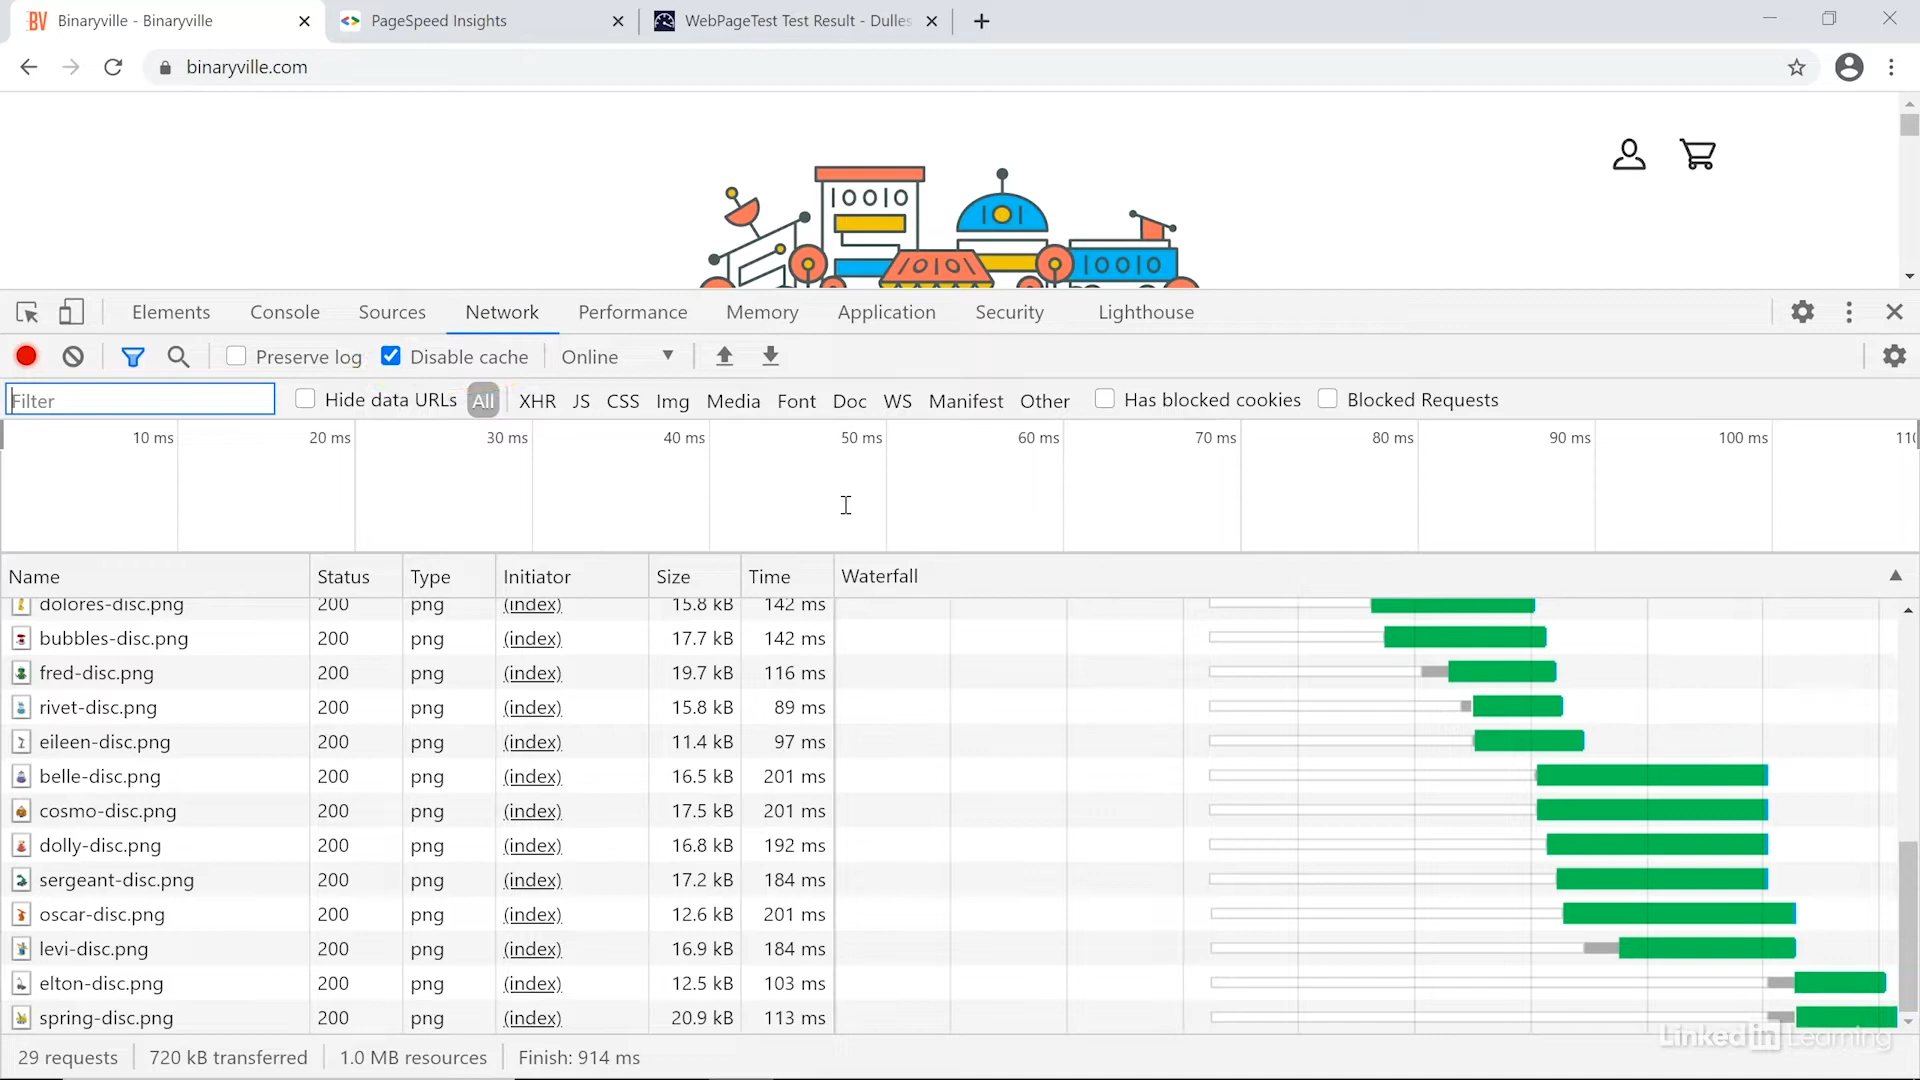 Binaryville - Binaryville
PageSpeed Insights
WebPageTest Test Result - Dulles
binaryville.com
Elements Console Sources Network Performance Memory Application Security Lighthouse
Preserve log Disable cache Online
Filter Hide data URLs All XHR JS CSS Img Media Font Doc WS Manifest Other Has blocked cookies Blocked Requests
10 ms 20 ms 30 ms 40 ms 50 ms 60 ms 70 ms 80 ms 90 ms 100 ms
Name Status Type Initiator Size Time Waterfall
dolores-disc.png 200 png (index) 15.8 kB 142 ms
bubbles-disc.png 200 png (index) 17.7 kB 142 ms
fred-disc.png 200 png (index) 19.7 kB 116 ms
rivet-disc.png 200 png (index) 15.8 kB 89 ms
eileen-disc.png 200 png (index) 11.4 kB 97 ms
belle-disc.png 200 png (index) 16.5 kB 201 ms
cosmo-disc.png 200 png (index) 17.5 kB 201 ms
dolly-disc.png 200 png (index) 16.8 kB 192 ms
sergeant-disc.png 200 png (index) 17.2 kB 184 ms
oscar-disc.png 200 png (index) 12.6 kB 201 ms
levi-disc.png 200 png (index) 16.9 kB 184 ms
elton-disc.png 200 png (index) 12.5 kB 103 ms
spring-disc.png 200 png (index) 20.9 kB 113 ms
29 requests 720 kB transferred 1.0 MB resources Finish: 914 ms
LinkedIn Learning